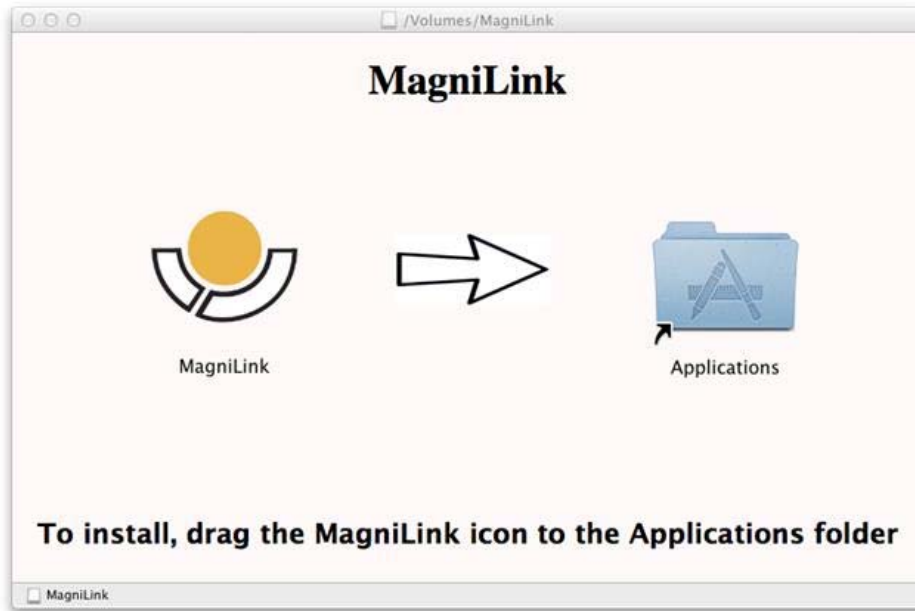 /Volumes/MagniLink
MagniLink
MagniLink
Applications
To install, drag the MagniLink icon to the Applications folder
MagniLink